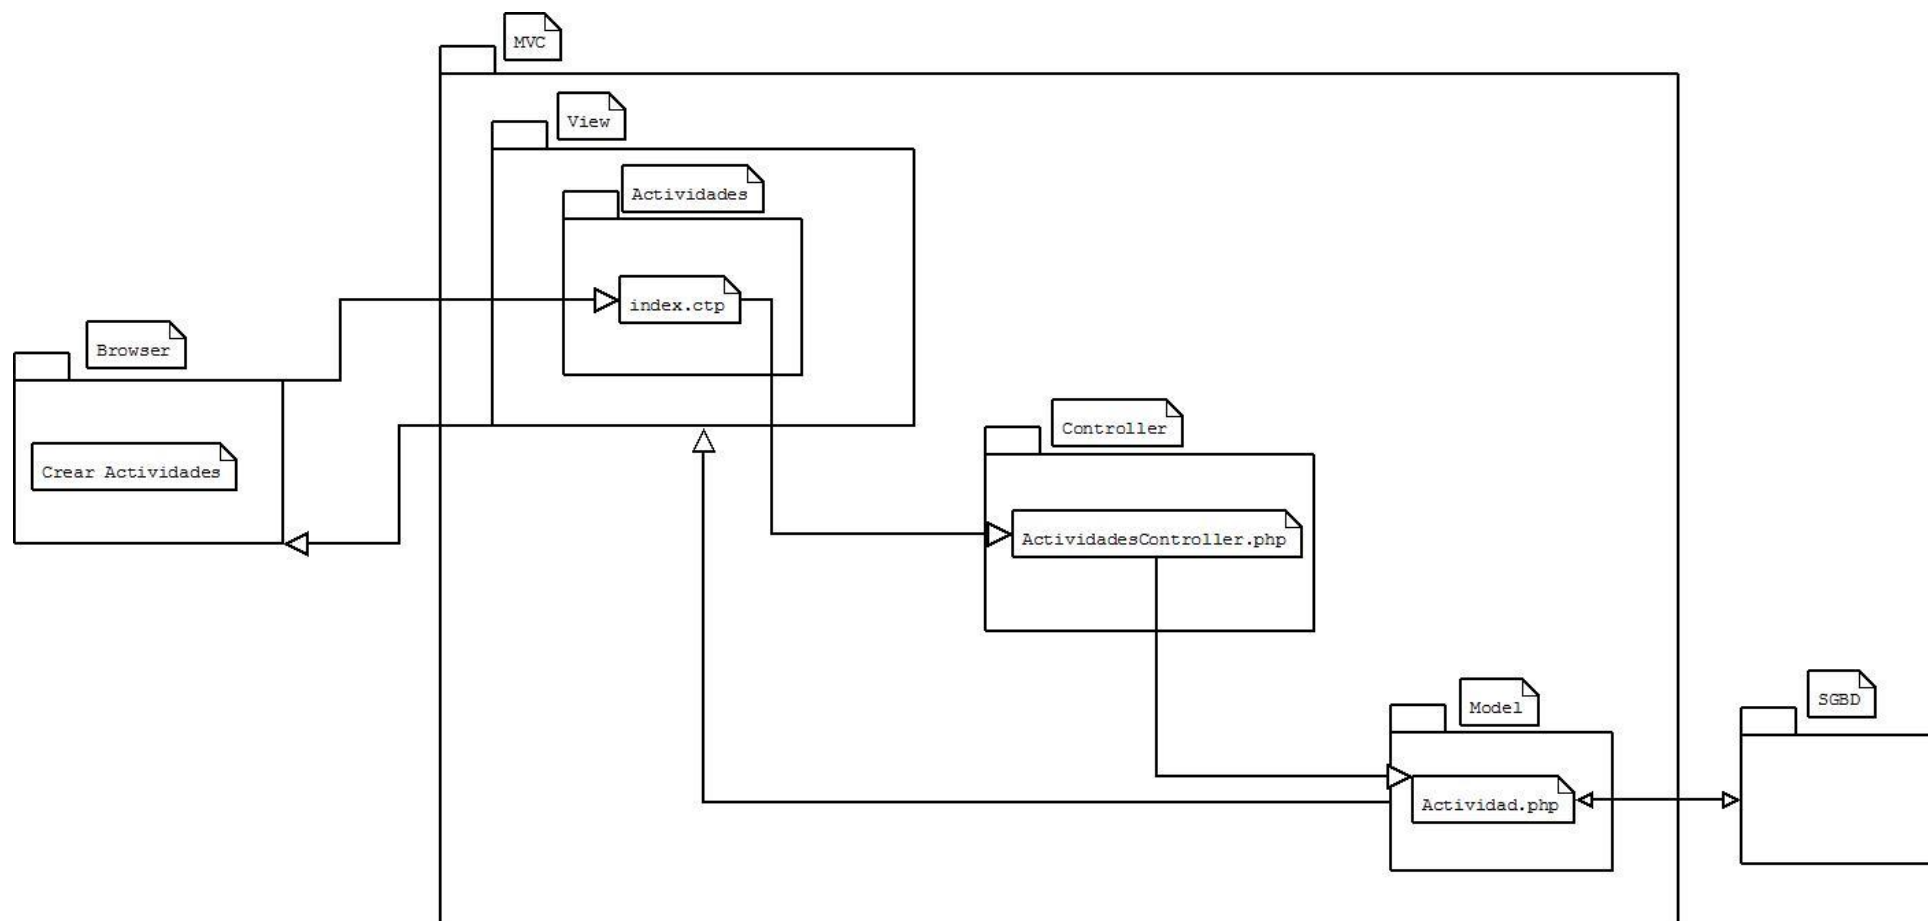 MVC
View
Actividades
index.ctp
Browser
Crear Actividades
Controller
ActividadesController.php
Model
SGBD
Actividad.php